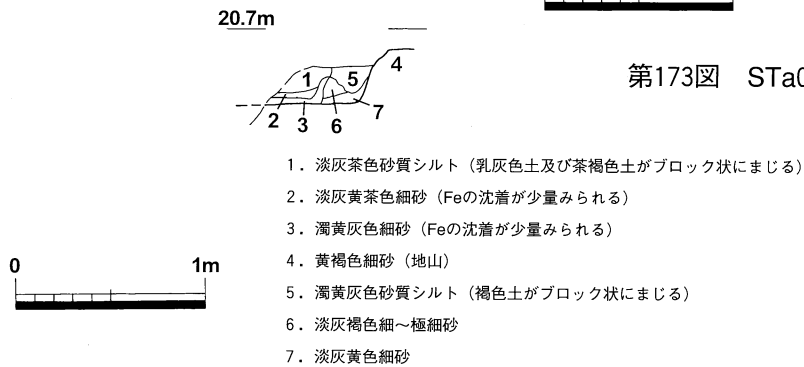 20.7m
1
5
4
2
3
6
7
第173図 STa0
1．淡灰茶色砂質シルト（乳灰色土及び茶褐色土がブロック状にまじる）
2．淡灰黄茶色細砂（Feの沈着が少量みられる）
3．濁黄灰色細砂（Feの沈着が少量みられる）
4．黄褐色細砂（地山）
5．濁黄灰色砂質シルト（褐色土がブロック状にまじる）
6．淡灰褐色細～極細砂
7．淡灰黄色細砂
0 1m